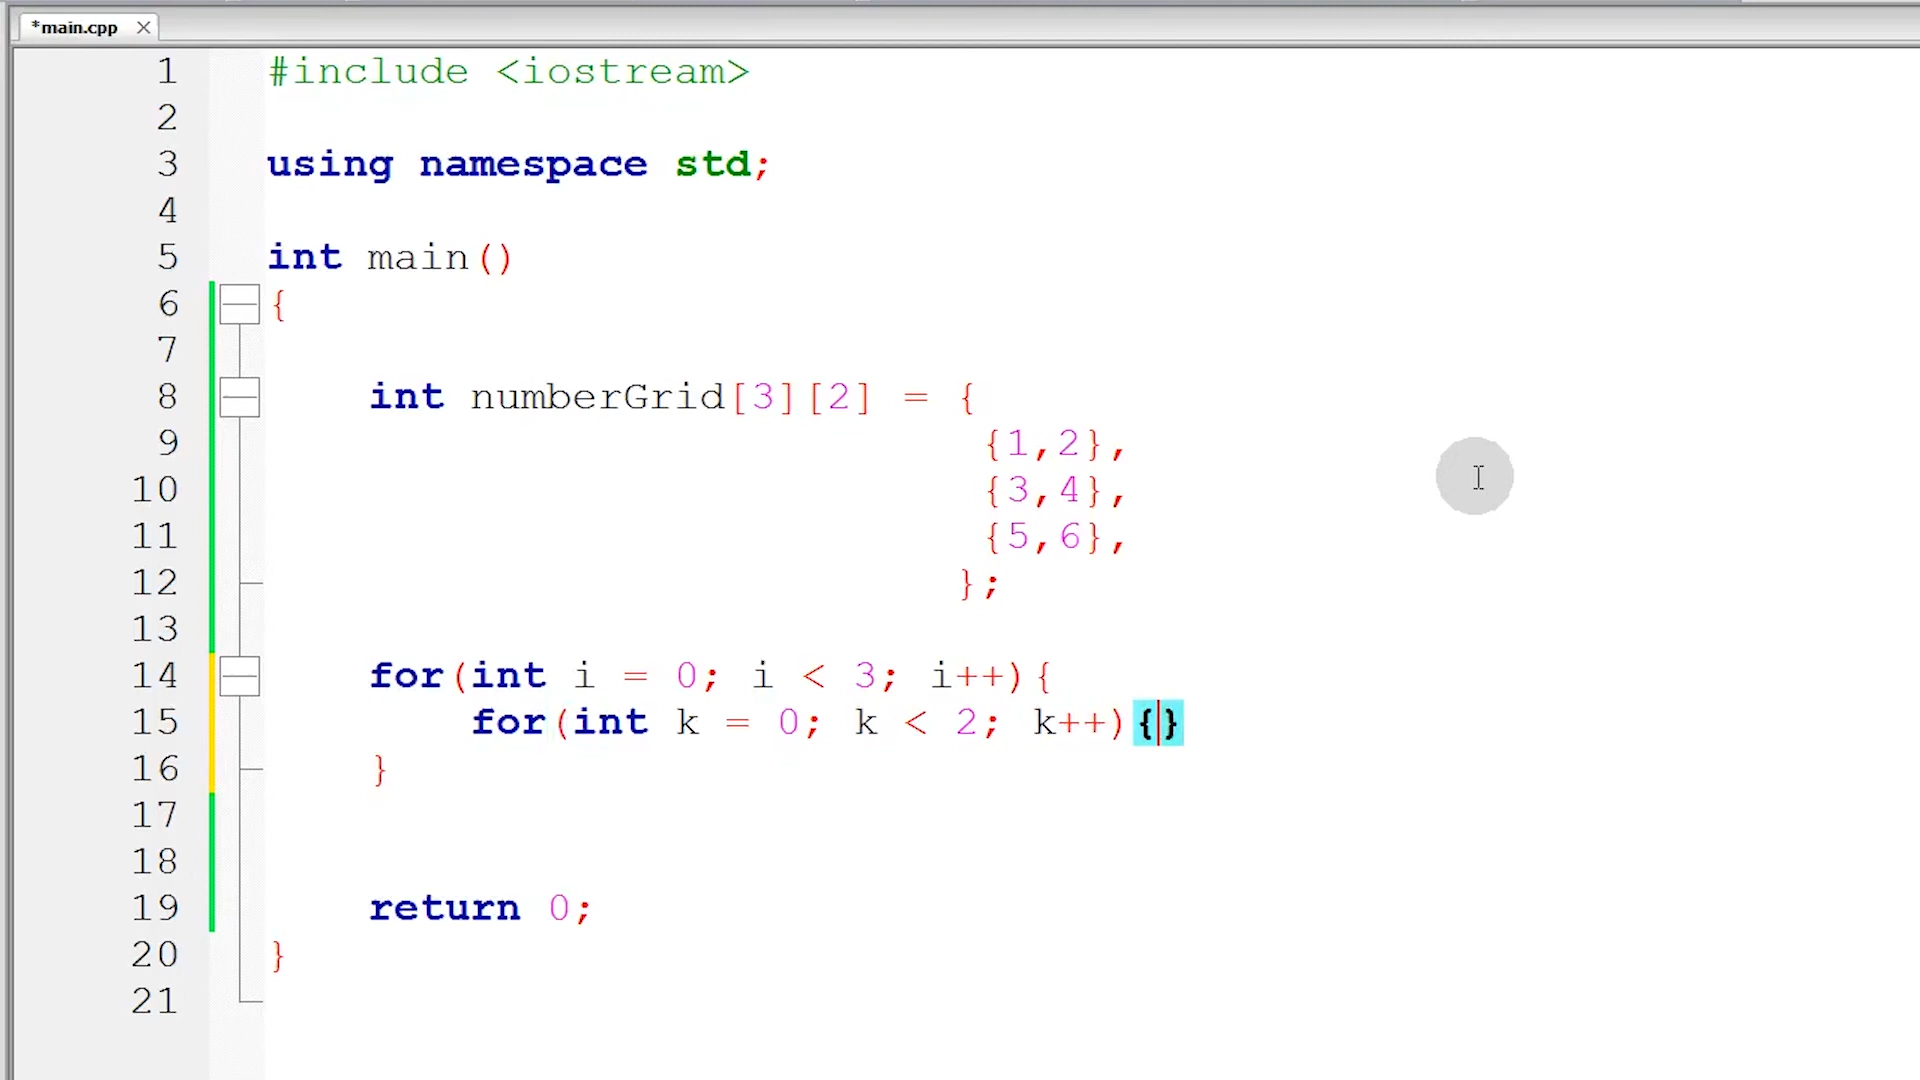 *main.cpp
1 #include <iostream>
2
3 using namespace std;
4
5 int main()
6 {
7
8 int numberGrid[3][2] = {
9 {1,2},
10 {3,4},
11 {5,6},
12 };
13
14 for(int i = 0; i < 3; i++){
15 for(int k = 0; k < 2; k++){}
16 }
17
18
19 return 0;
20 }
21